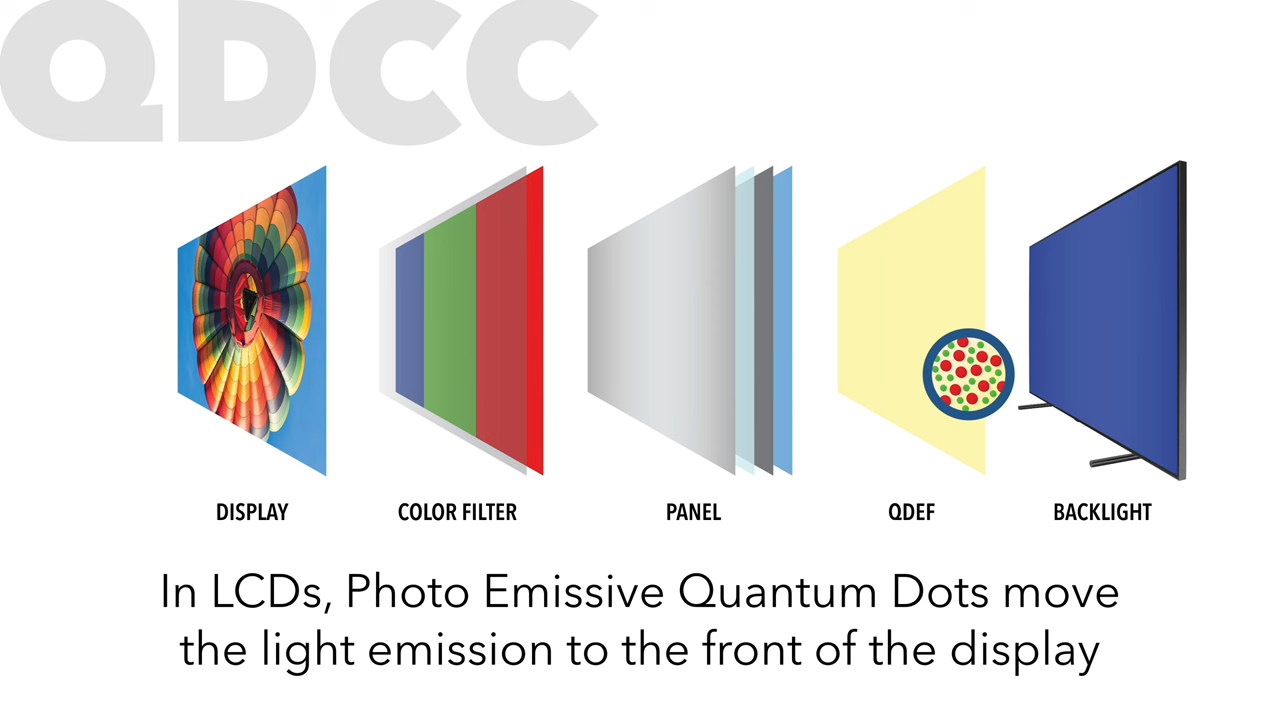 QDCC
DISPLAY
COLOR FILTER
PANEL
QDEF
BACKLIGHT
In LCDs, Photo Emissive Quantum Dots move
the light emission to the front of the display